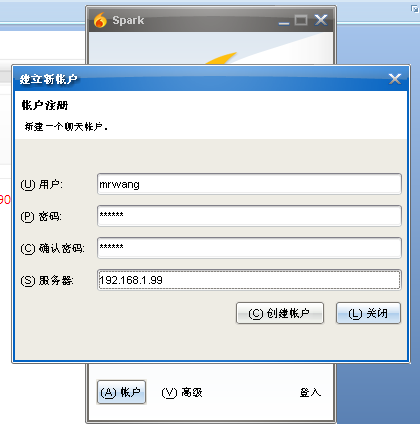 Spark
建立新帐户
帐户注册
新建一个聊天帐户。
(U) 用户: mrwang
(P) 密码: ******
(C) 确认密码: ******
(S) 服务器: 192.168.1.99
(C) 创建帐户 (L) 关闭
(A) 帐户 (V) 高级 登入